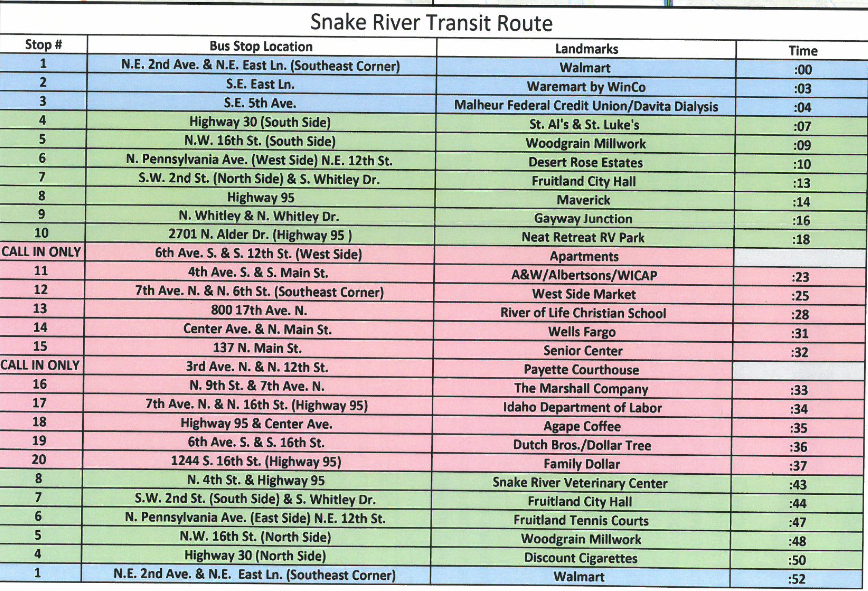 Snake River Transit Route
Stop # Bus Stop Location Landmarks Time
1 N.E. 2nd Ave. & N.E. East Ln. (Southeast Corner) Walmart :00
2 S.E. East Ln. Waremart by WinCo :03
3 S.E. 5th Ave. Malheur Federal Credit Union/Davita Dialysis :04
4 Highway 30 (South Side) St. Al's & St. Luke's :07
5 N.W. 16th St. (South Side) Woodgrain Millwork :09
6 N. Pennsylvania Ave. (West Side) N.E. 12th St. Desert Rose Estates :10
7 S.W. 2nd St. (North Side) & S. Whitley Dr. Fruitland City Hall :13
8 Highway 95 Maverick :14
9 N. Whitley & N. Whitley Dr. Gayway Junction :16
10 2701 N. Alder Dr. (Highway 95 ) Neat Retreat RV Park :18
CALL IN ONLY 6th Ave. S. & S. 12th St. (West Side) Apartments
11 4th Ave. S. & S. Main St. A&W/Albertsons/WICAP :23
12 7th Ave. N. & N. 6th St. (Southeast Corner) West Side Market :25
13 800 17th Ave. N. River of Life Christian School :28
14 Center Ave. & N. Main St. Wells Fargo :31
15 137 N. Main St. Senior Center :32
CALL IN ONLY 3rd Ave. N. & N. 12th St. Payette Courthouse
16 N. 9th St. & 7th Ave. N. The Marshall Company :33
17 7th Ave. N. & N. 16th St. (Highway 95) Idaho Department of Labor :34
18 Highway 95 & Center Ave. Agape Coffee :35
19 6th Ave. S. & S. 16th St. Dutch Bros./Dollar Tree :36
20 1244 S. 16th St. (Highway 95) Family Dollar :37
8 N. 4th St. & Highway 95 Snake River Veterinary Center :43
7 S.W. 2nd St. (South Side) & S. Whitley Dr. Fruitland City Hall :44
6 N. Pennsylvania Ave. (East Side) N.E. 12th St. Fruitland Tennis Courts :47
5 N.W. 16th St. (North Side) Woodgrain Millwork :48
4 Highway 30 (North Side) Discount Cigarettes :50
1 N.E. 2nd Ave. & N.E. East Ln. (Southeast Corner) Walmart :52